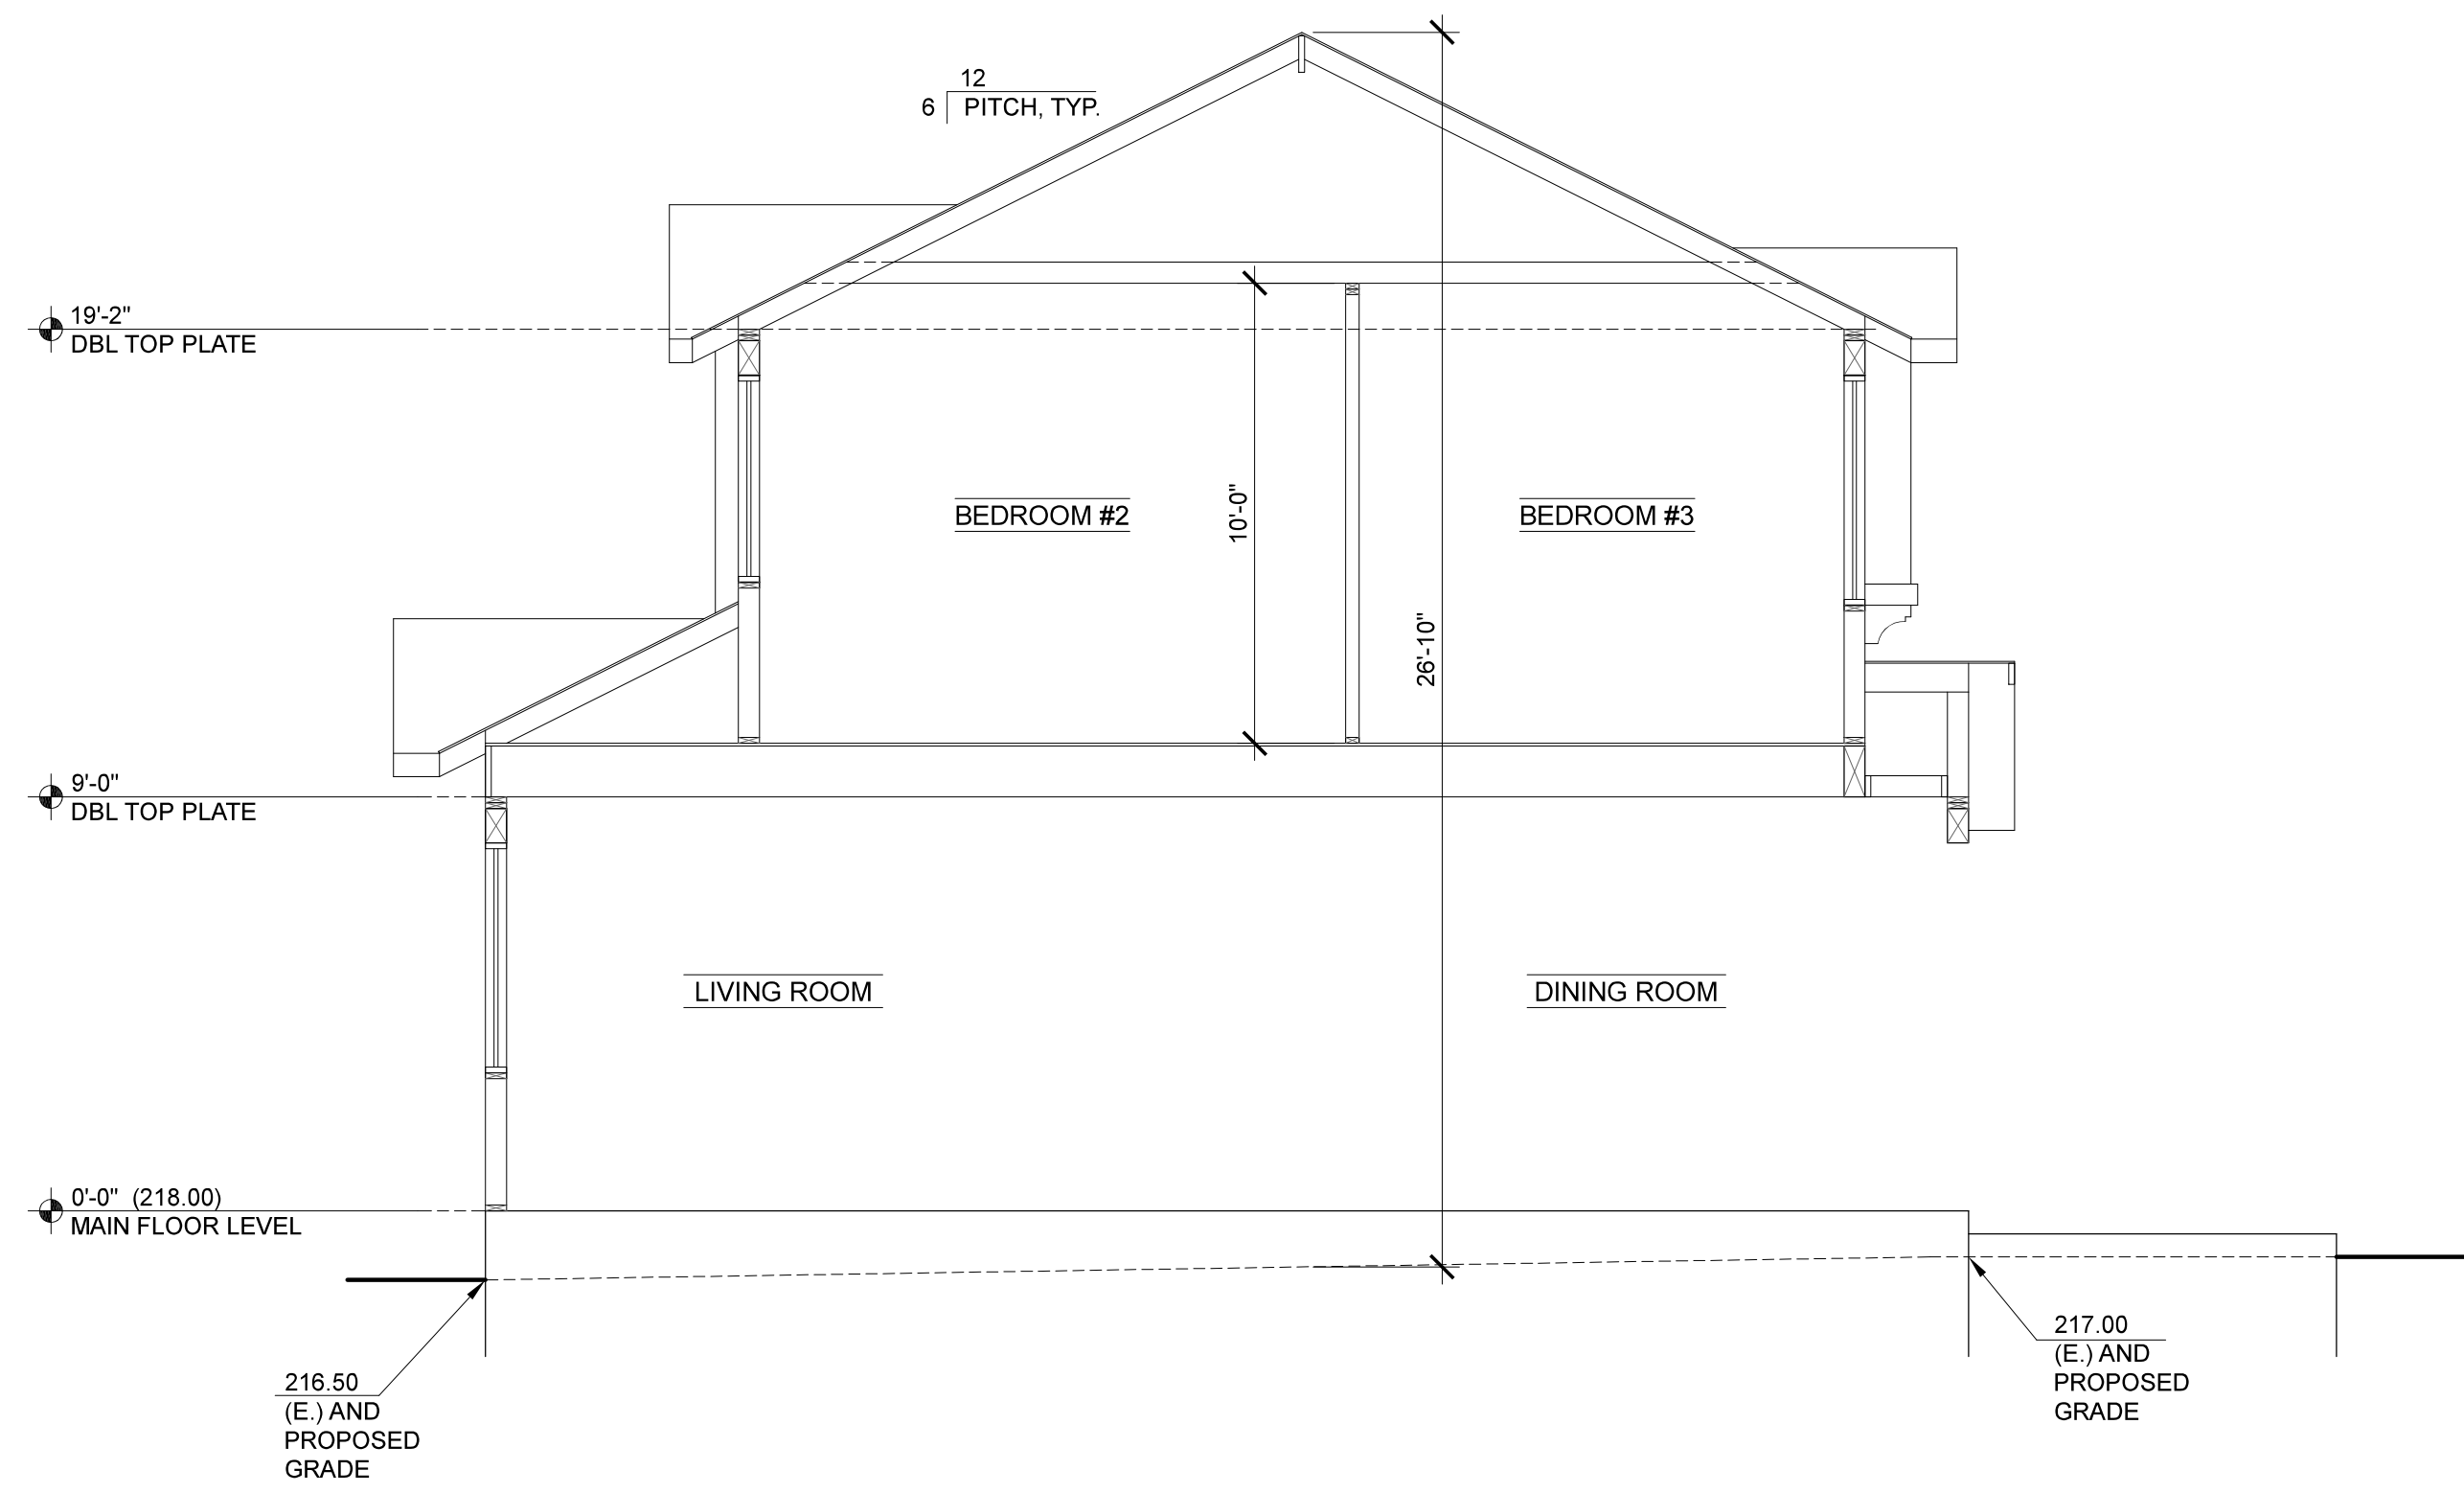 12
6 PITCH, TYP.
19'-2"
DBL TOP PLATE
BEDROOM #2
10'-0"
BEDROOM #3
26'-10"
9'-0"
DBL TOP PLATE
LIVING ROOM
DINING ROOM
0'-0" (218.00)
MAIN FLOOR LEVEL
216.50
(E.) AND
PROPOSED
GRADE
217.00
(E.) AND
PROPOSED
GRADE